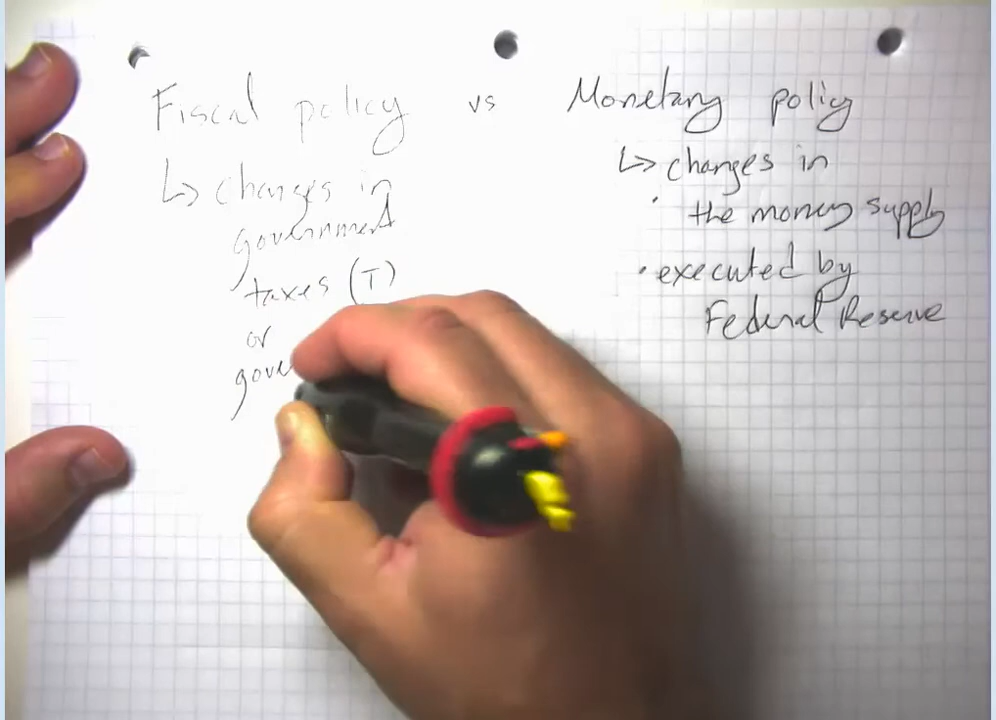 Fiscal policy vs Monetary policy
↳ changes in
government
taxes (T)
or
gove
↳ changes in
· the money supply
· executed by
Federal Reserve